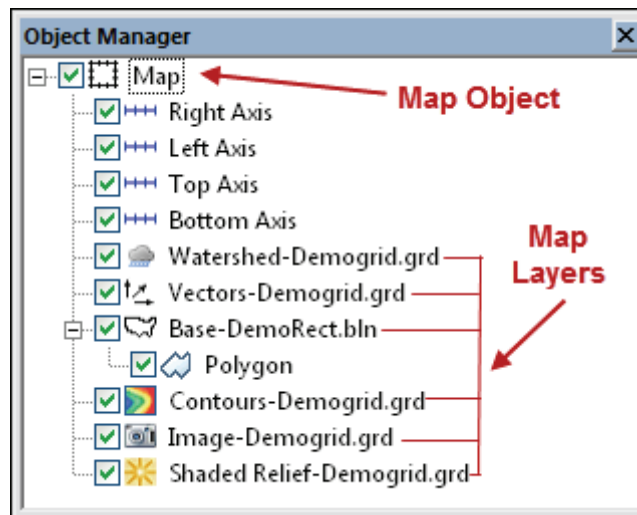 Object Manager
Map
Map Object
Right Axis
Left Axis
Top Axis
Bottom Axis
Watershed-Demogrid.grd
Map
Layers
Vectors-Demogrid.grd
Base-DemoRect.bln
Polygon
Contours-Demogrid.grd
Image-Demogrid.grd
Shaded Relief-Demogrid.grd